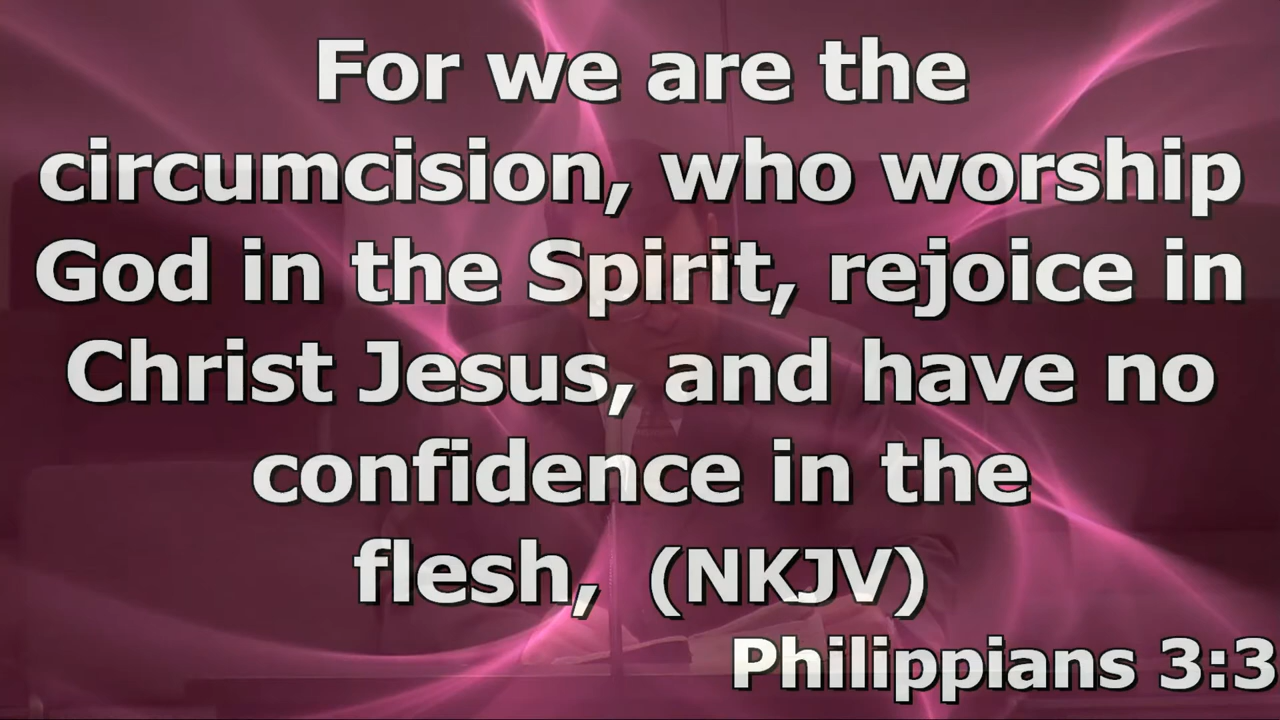 For we are the
circumcision, who worship
God in the Spirit, rejoice in
Christ Jesus, and have no
confidence in the
flesh, (NKJV)
Philippians 3:3